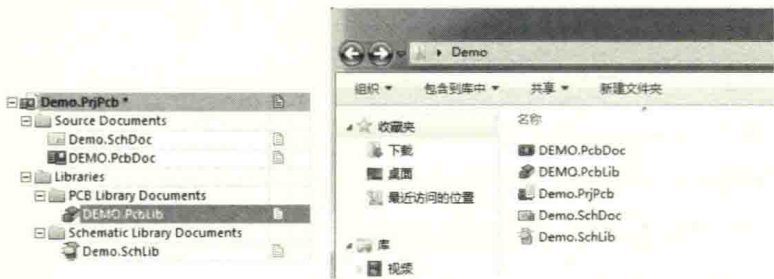 Demo.PrjPcb *
Source Documents
Demo.SchDoc
DEMO.PcbDoc
Libraries
PCB Library Documents
DEMO.PcbLib
Schematic Library Documents
Demo.SchLib
Demo
组织 包含到库中 共享 新建文件夹
收藏夹
下载
桌面
最近访问的位置
库
视频
名称
DEMO.PcbDoc
DEMO.PcbLib
Demo.PrjPcb
Demo.SchDoc
Demo.SchLib